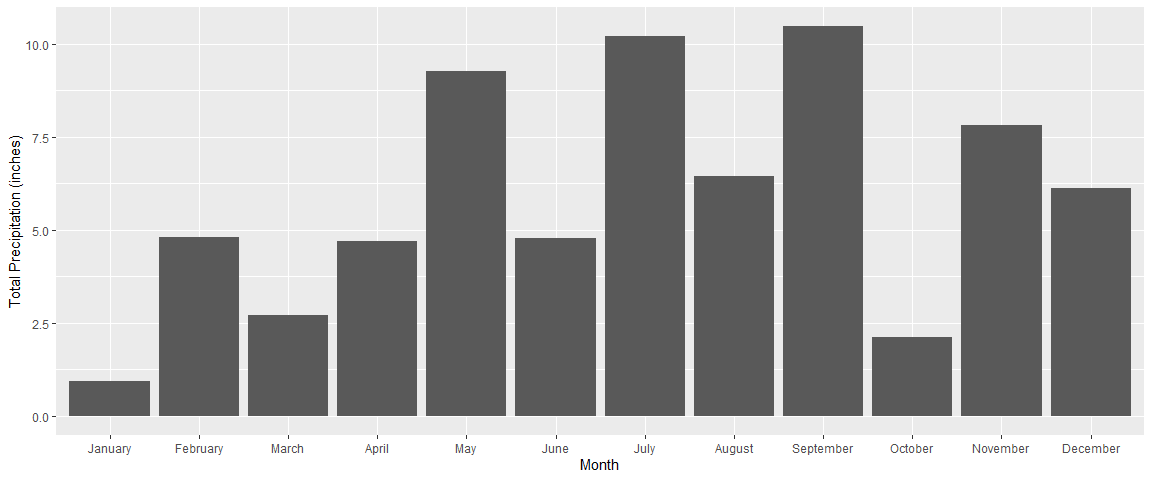 Total Precipitation (inches)
10.0
7.5
5.0
2.5
0.0
January February March April May June July August September October November December
Month